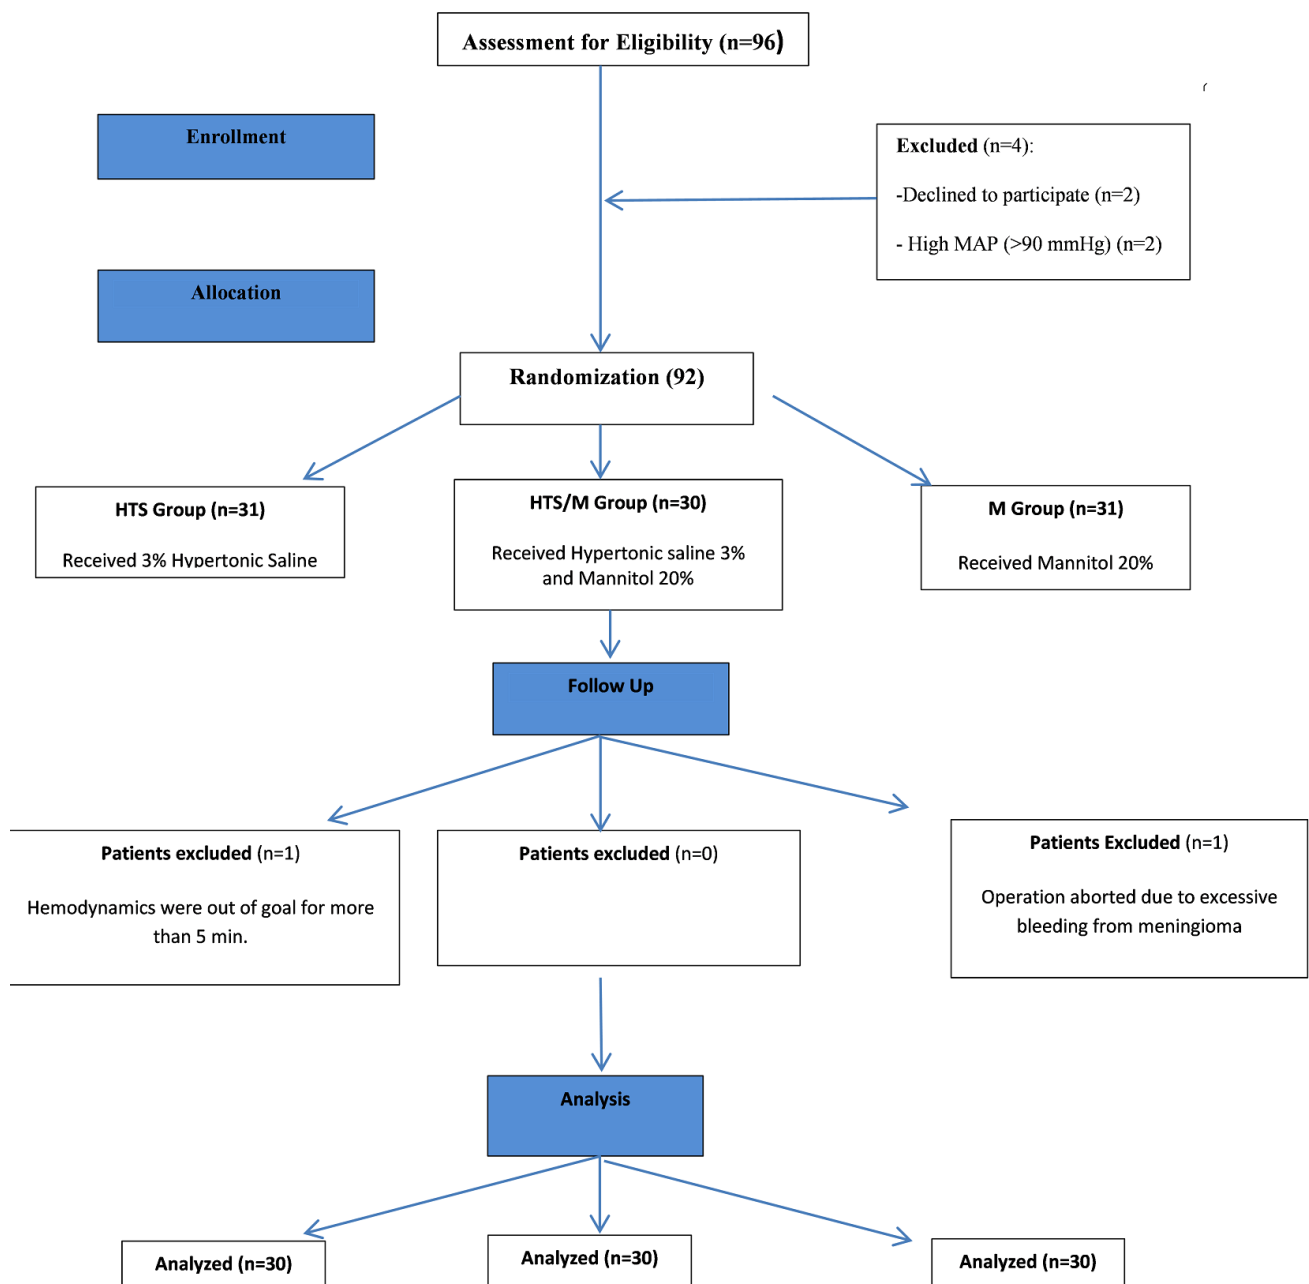 Assessment for Eligibility (n=96)
Enrollment
Excluded (n=4):
-Declined to participate (n=2)
- High MAP (>90 mmHg) (n=2)
Allocation
Randomization (92)
HTS Group (n=31)
Received 3% Hypertonic Saline
HTS/M Group (n=30)
Received Hypertonic saline 3%
and Mannitol 20%
M Group (n=31)
Received Mannitol 20%
Follow Up
Patients excluded (n=1)
Hemodynamics were out of goal for more
than 5 min.
Patients excluded (n=0)
Patients Excluded (n=1)
Operation aborted due to excessive
bleeding from meningioma
Analysis
Analyzed (n=30)
Analyzed (n=30)
Analyzed (n=30)